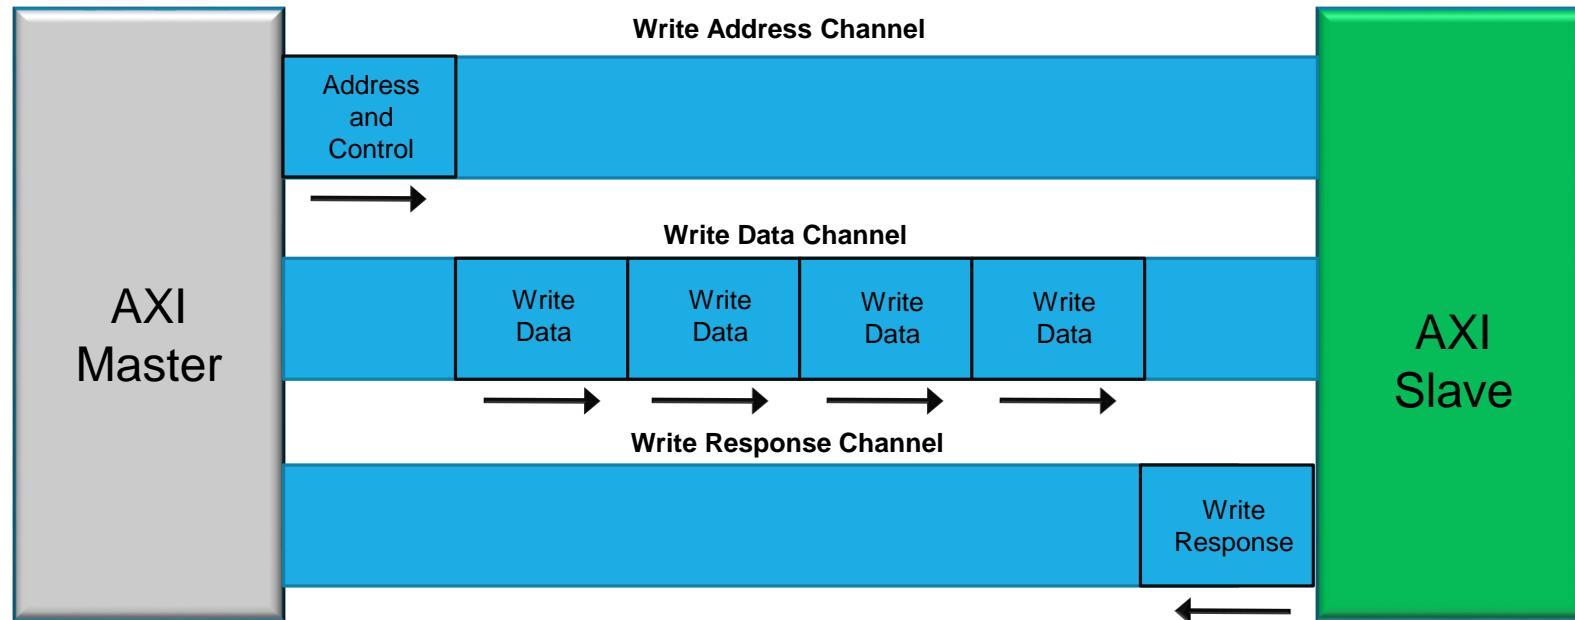 Write Address Channel
Address
and
Control
Write Data Channel
AXI
Master
Write
Data
Write
Data
Write
Data
Write
Data
AXI
Slave
Write Response Channel
Write
Response